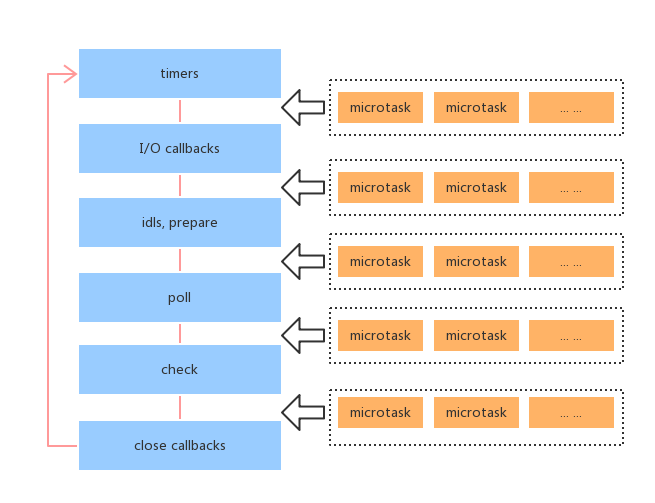 timers
microtask microtask ... ...
I/O callbacks
microtask microtask ... ...
idls, prepare
microtask microtask ... ...
poll
microtask microtask ... ...
check
microtask microtask ... ...
close callbacks